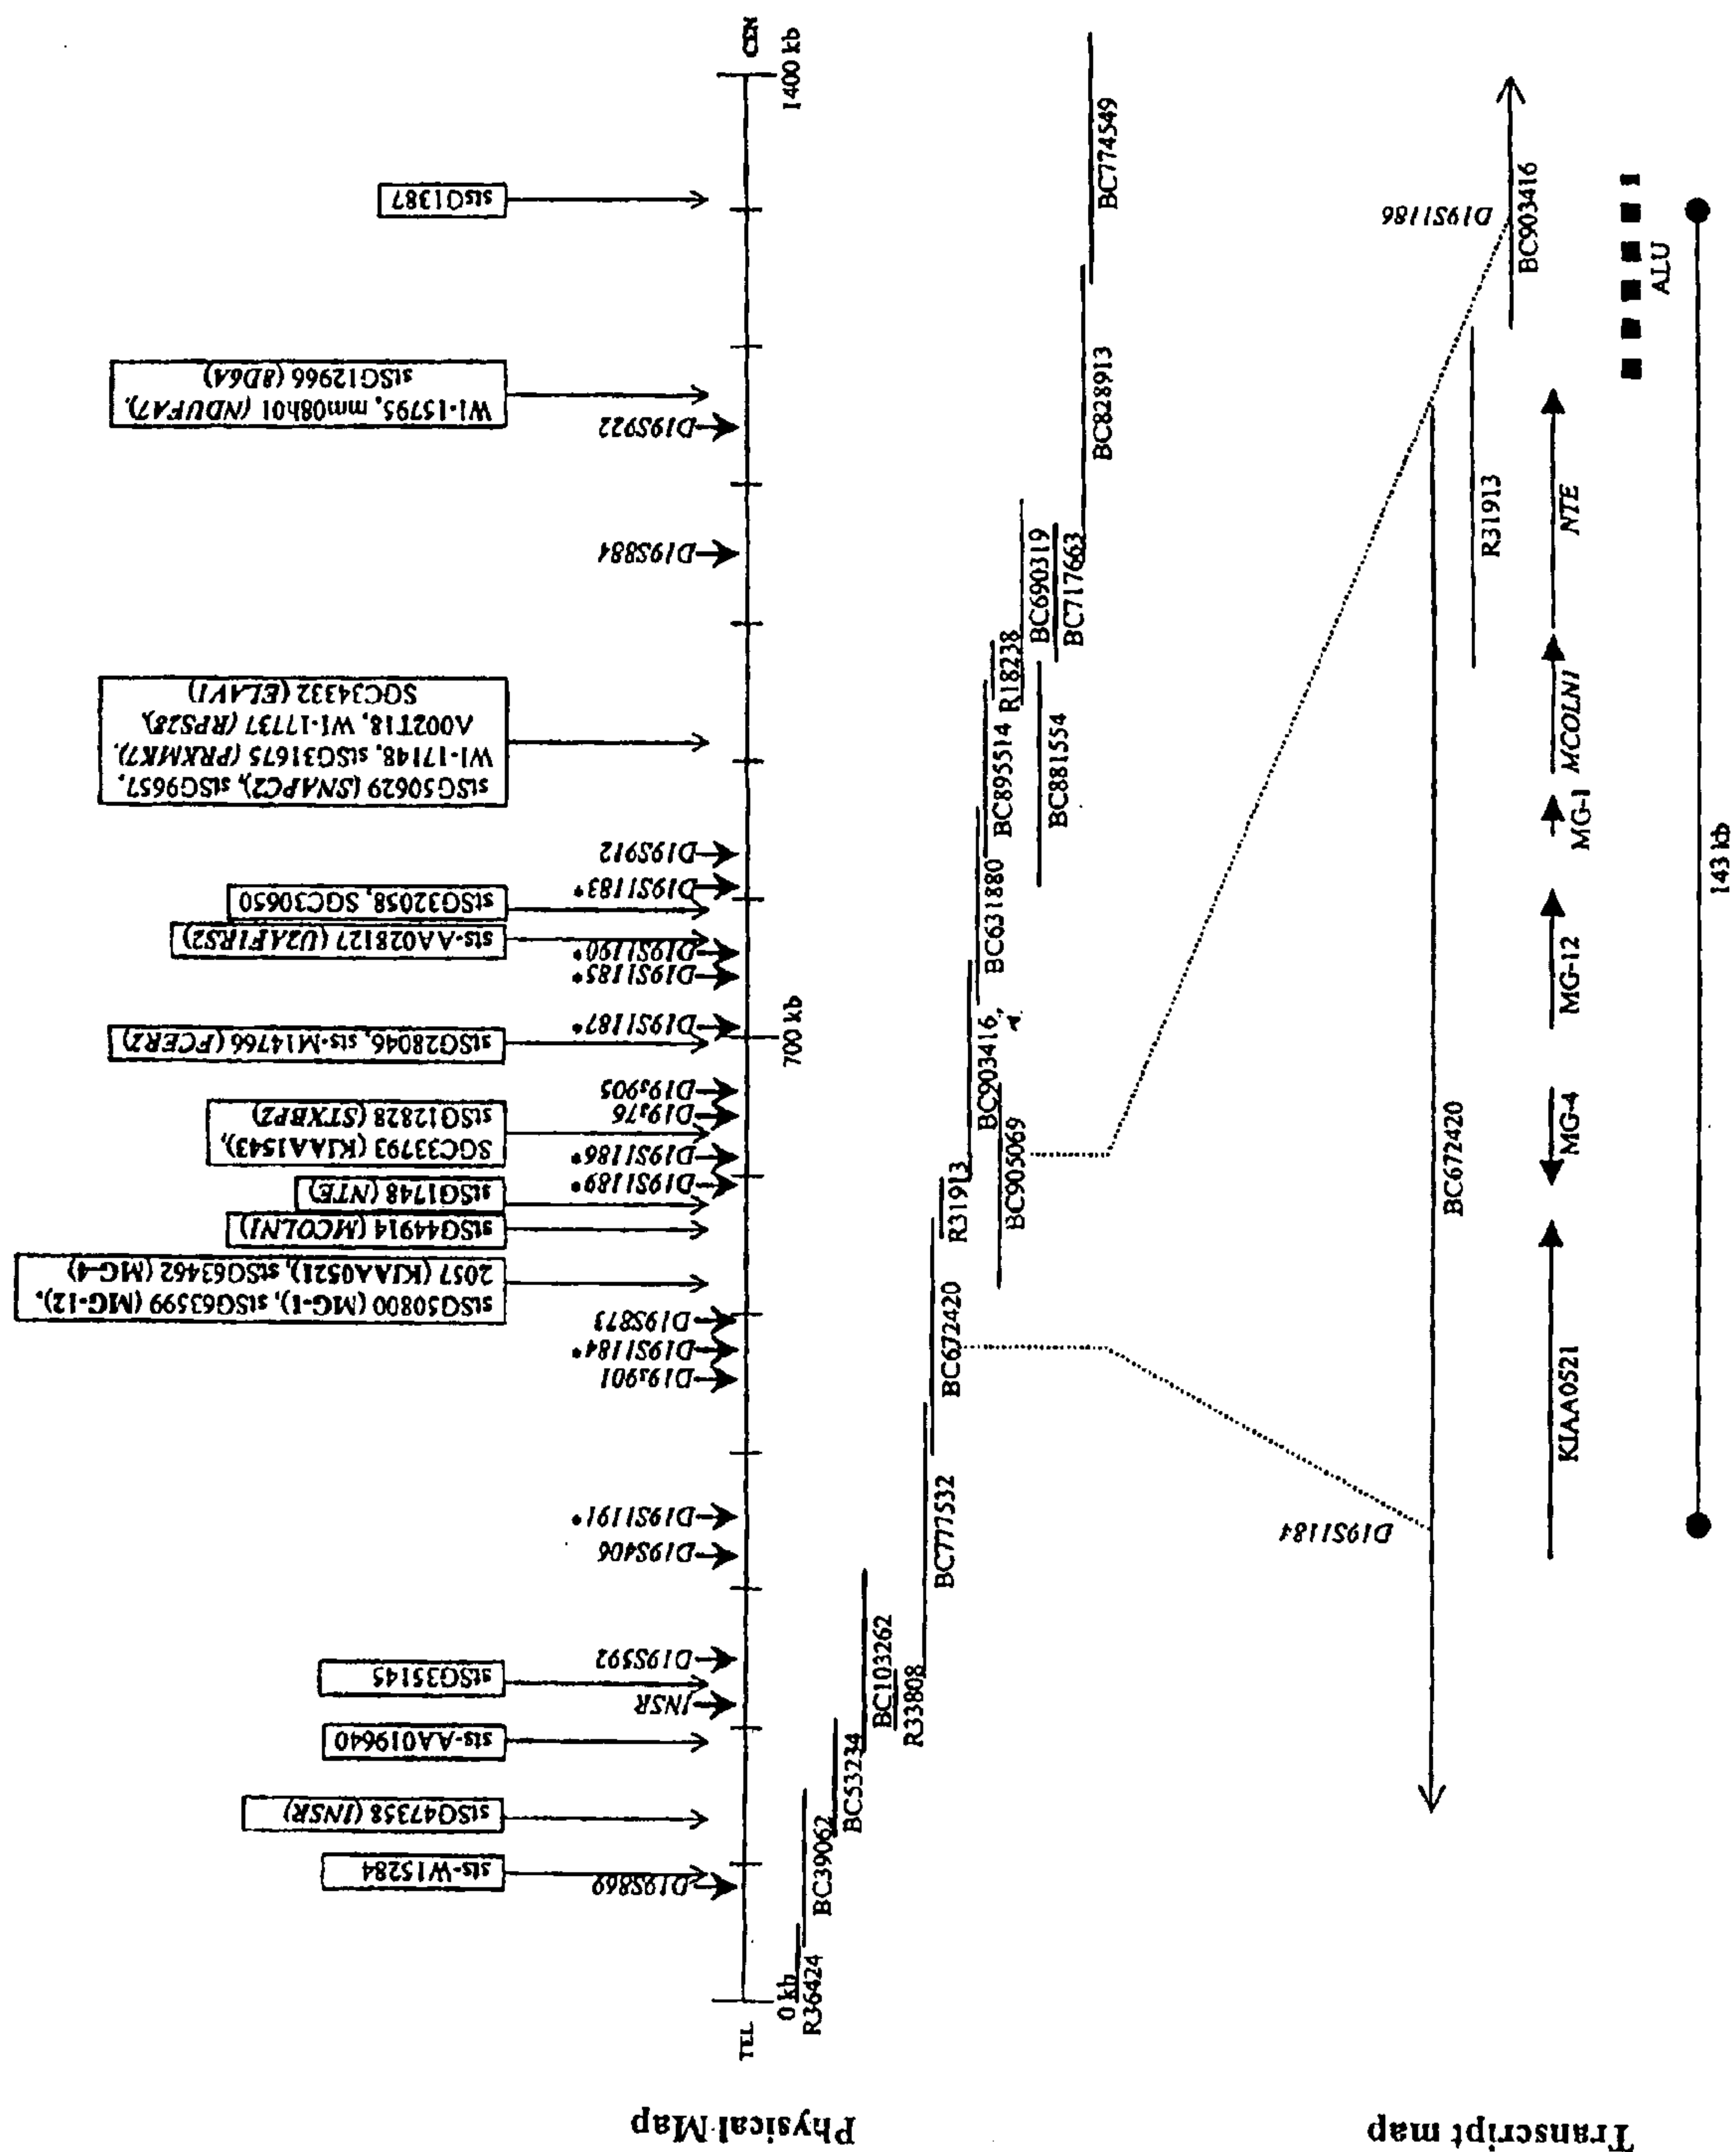 Physical Map
TEL
CEN
0 kb
700 kb
1400 kb
sts-W15284
stSG47358 (INSR)
sts-AA019640
stSG35145
stSG50800 (MG-1), stSG63599 (MG-12),
2057 (KIAA0521), stSG63462 (MG-4)
stSG44914 (MCOLN1)
stSG1748 (NTE)
SGC33793 (KIAA1543),
stSG12828 (STXBP2)
stSG28046, sts-M14766 (FCER2)
sts-AA028127 (U2AF1RS2)
stSG32058, SGC30650
stSG50629 (SNAPC2), stSG9657,
WI-17148, stSG31675 (PRKMK7),
A002T18, WI-17737 (RPS28),
SGC34332 (ELAV1)
WI-15795, mm08h01 (NDUFA7),
stSG12966 (8D6A)
stSG1387
D19S869
INSR
D19S592
D19S406
D19S1191*
D19s901
D19S1184*
D19S873
D19S1189*
D19S1186*
D19s76
D19s905
D19S1187*
D19S1185*
D19S1190*
D19S1183*
D19S912
D19S884
D19S922
R36424
BC39062
BC53234
BC103262
R33808
BC777532
BC672420
R31913
BC905069
BC903416
BC631880
BC895514
BC881554
R18238
BC690319
BC717663
BC828913
BC774549
Transcript map
D19S1184
D19S1186
BC672420
R31913
BC903416
KIAA0521
MG-4
MG-12
MG-1
MCOLN1
NTE
ALU
143 kb